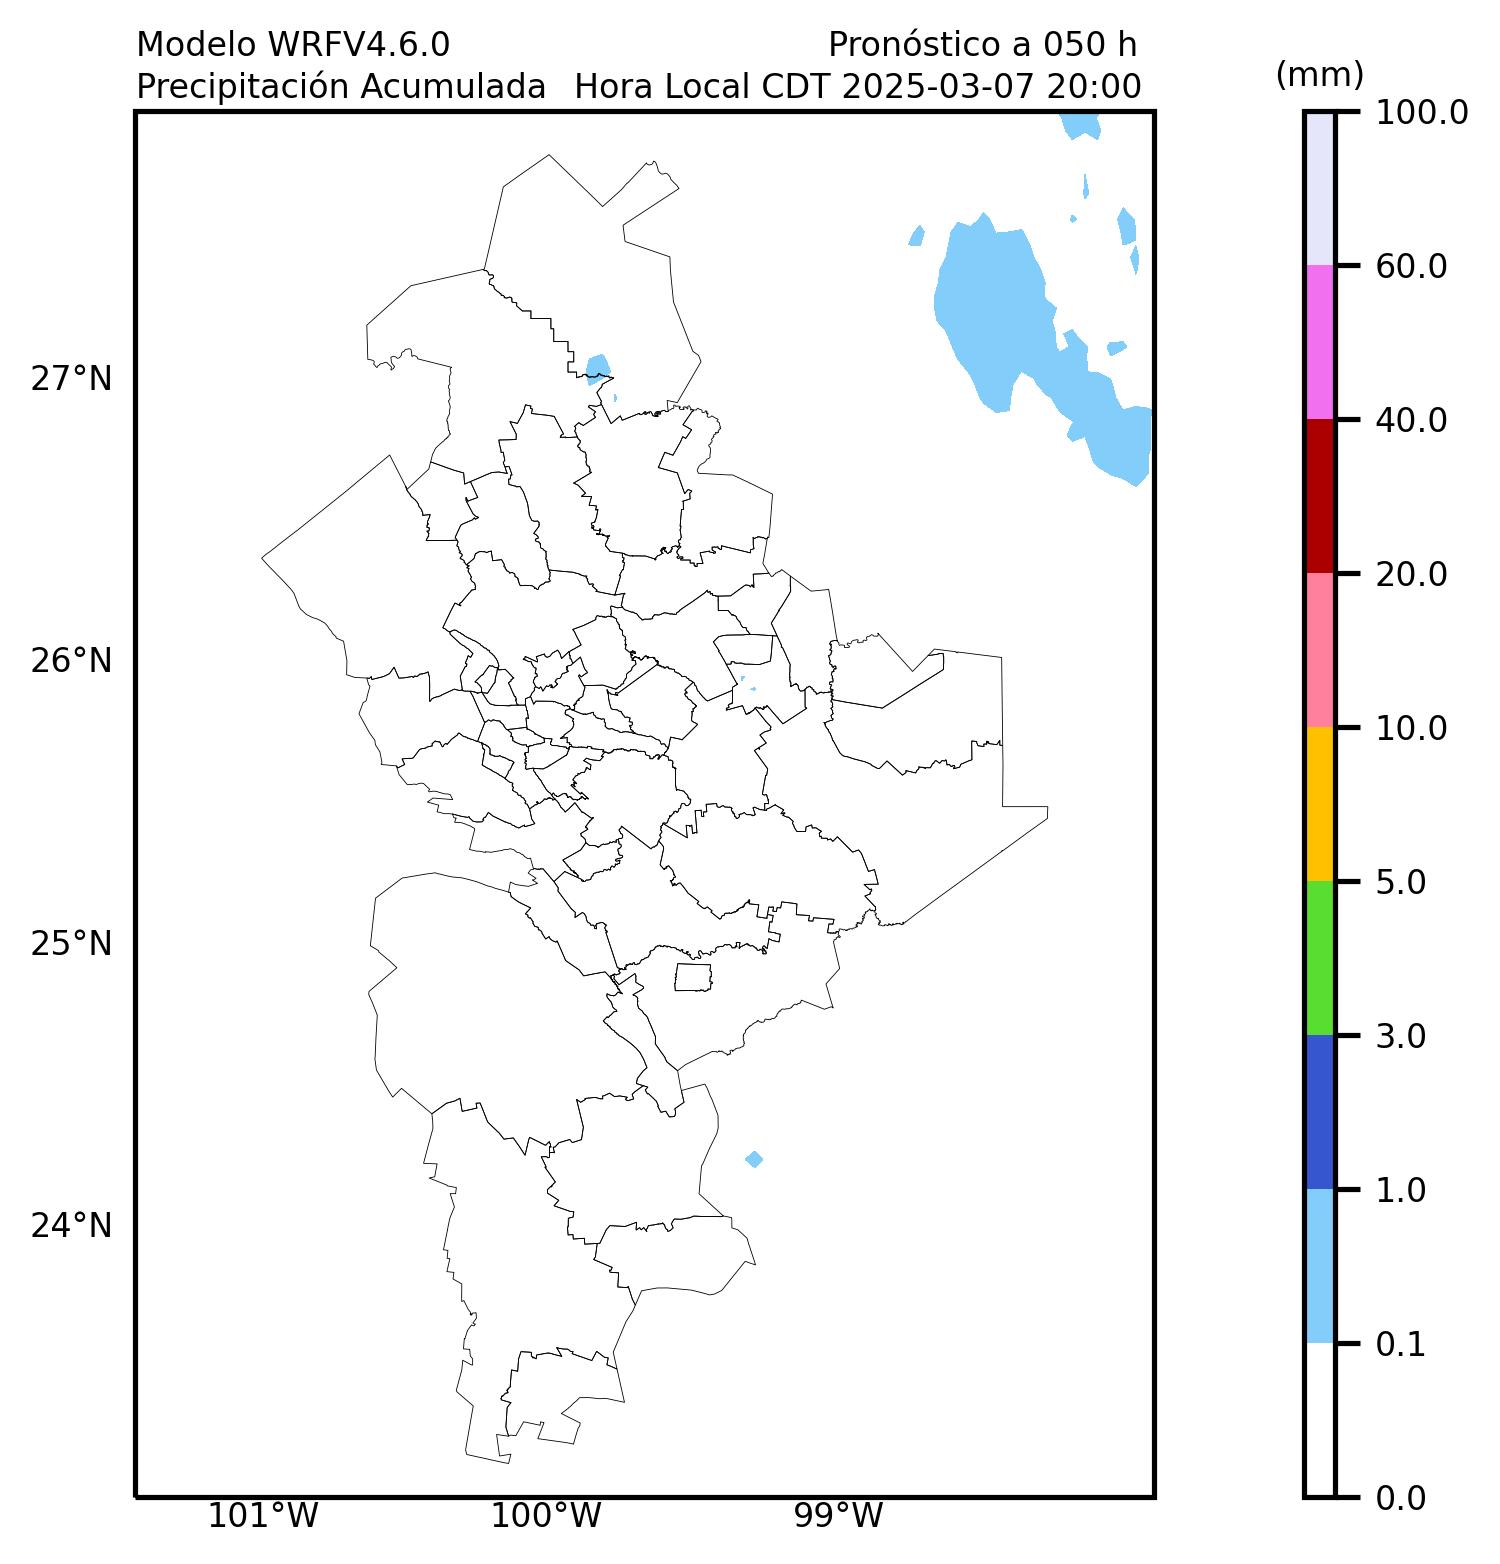 Modelo WRFV4.6.0 Pronóstico a 050 h
Precipitación Acumulada Hora Local CDT 2025-03-07 20:00
(mm)
100.0
60.0
40.0
20.0
10.0
5.0
3.0
1.0
0.1
0.0
27°N
26°N
25°N
24°N
101°W 100°W 99°W